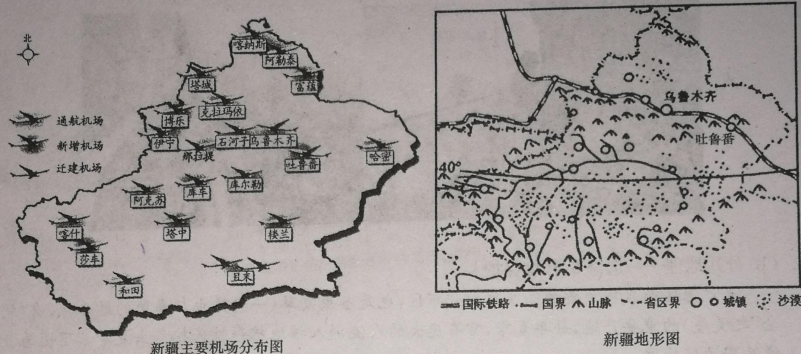 北
通航机场
新增机场
迁建机场
喀纳斯
阿勒泰
塔城
富蕴
克拉玛依
博乐
伊宁
那拉提
石河子
乌鲁木齐
吐鲁番
哈密
库车
库尔勒
阿克苏
喀什
塔中
楼兰
莎车
且末
和田
新疆主要机场分布图
乌鲁木齐
吐鲁番
40°
国际铁路 国界 山脉 省区界 城镇 沙漠
新疆地形图